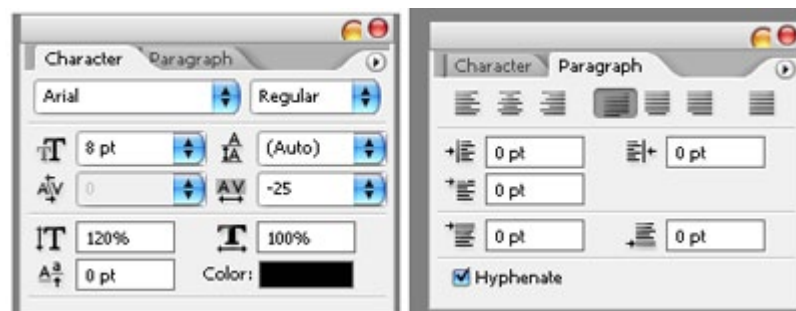 Character Paragraph
Arial Regular
8 pt (Auto)
0 -25
120% 100%
0 pt Color:
Character Paragraph
0 pt 0 pt
0 pt
0 pt 0 pt
Hyphenate